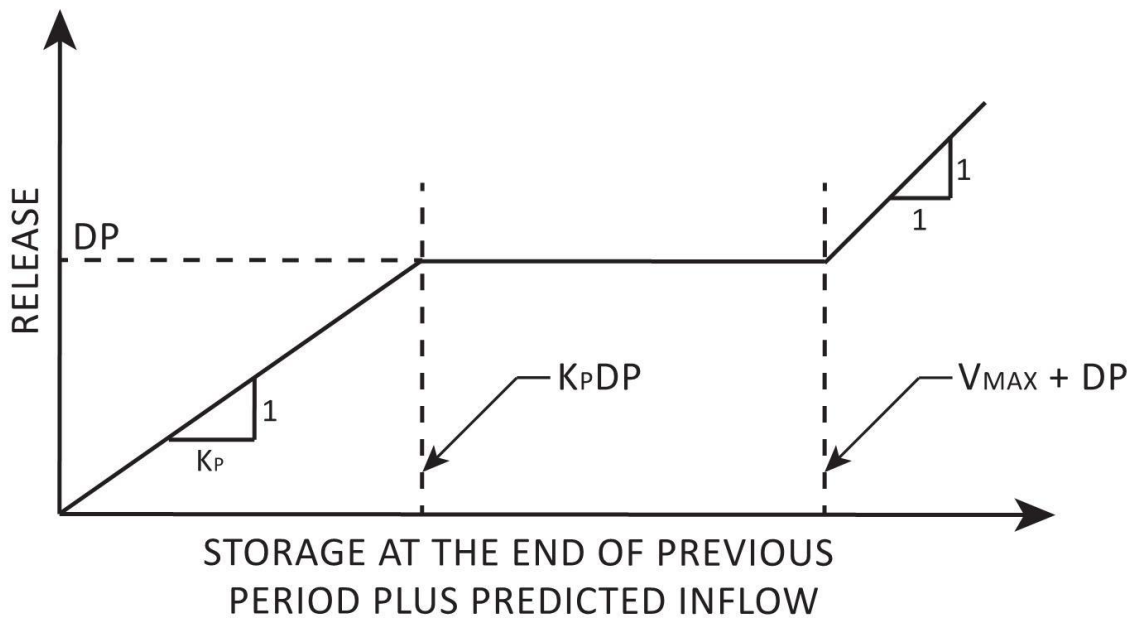 RELEASE
DP
1
KP
KPDP
VMAX + DP
1
1
STORAGE AT THE END OF PREVIOUS
PERIOD PLUS PREDICTED INFLOW